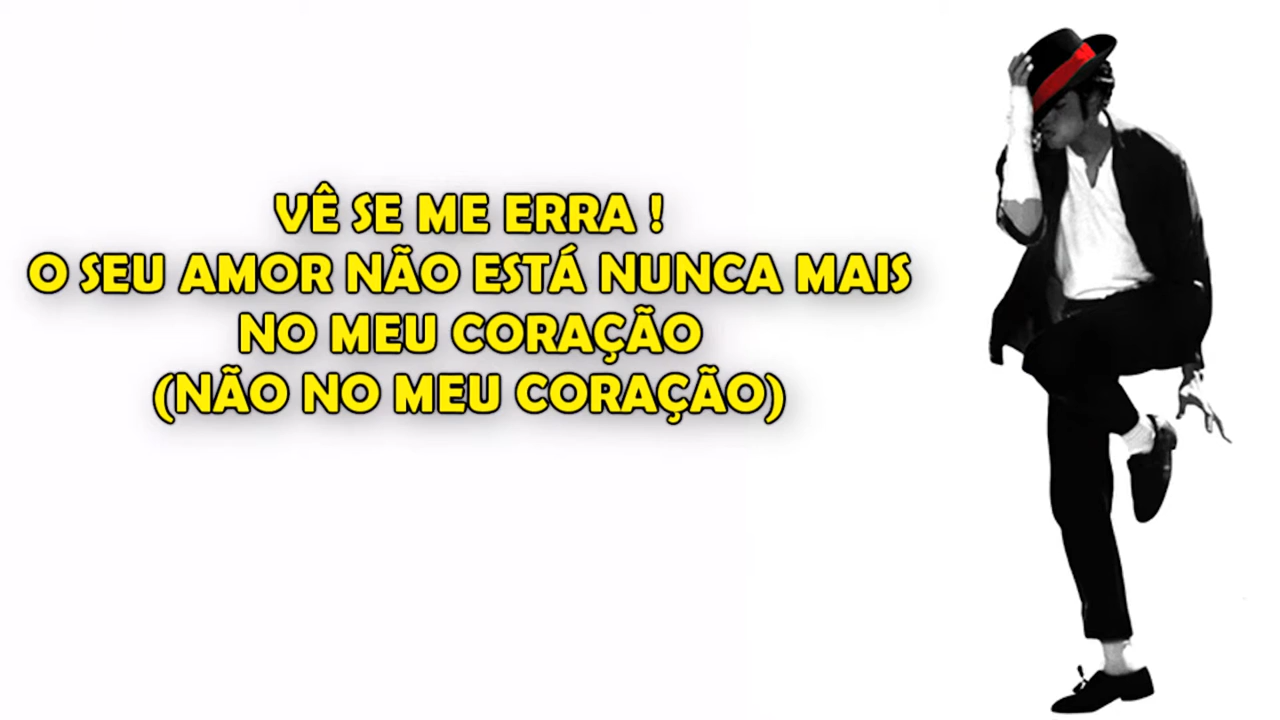 VÊ SE ME ERRA !
O SEU AMOR NÃO ESTÁ NUNCA MAIS
NO MEU CORAÇÃO
(NÃO NO MEU CORAÇÃO)